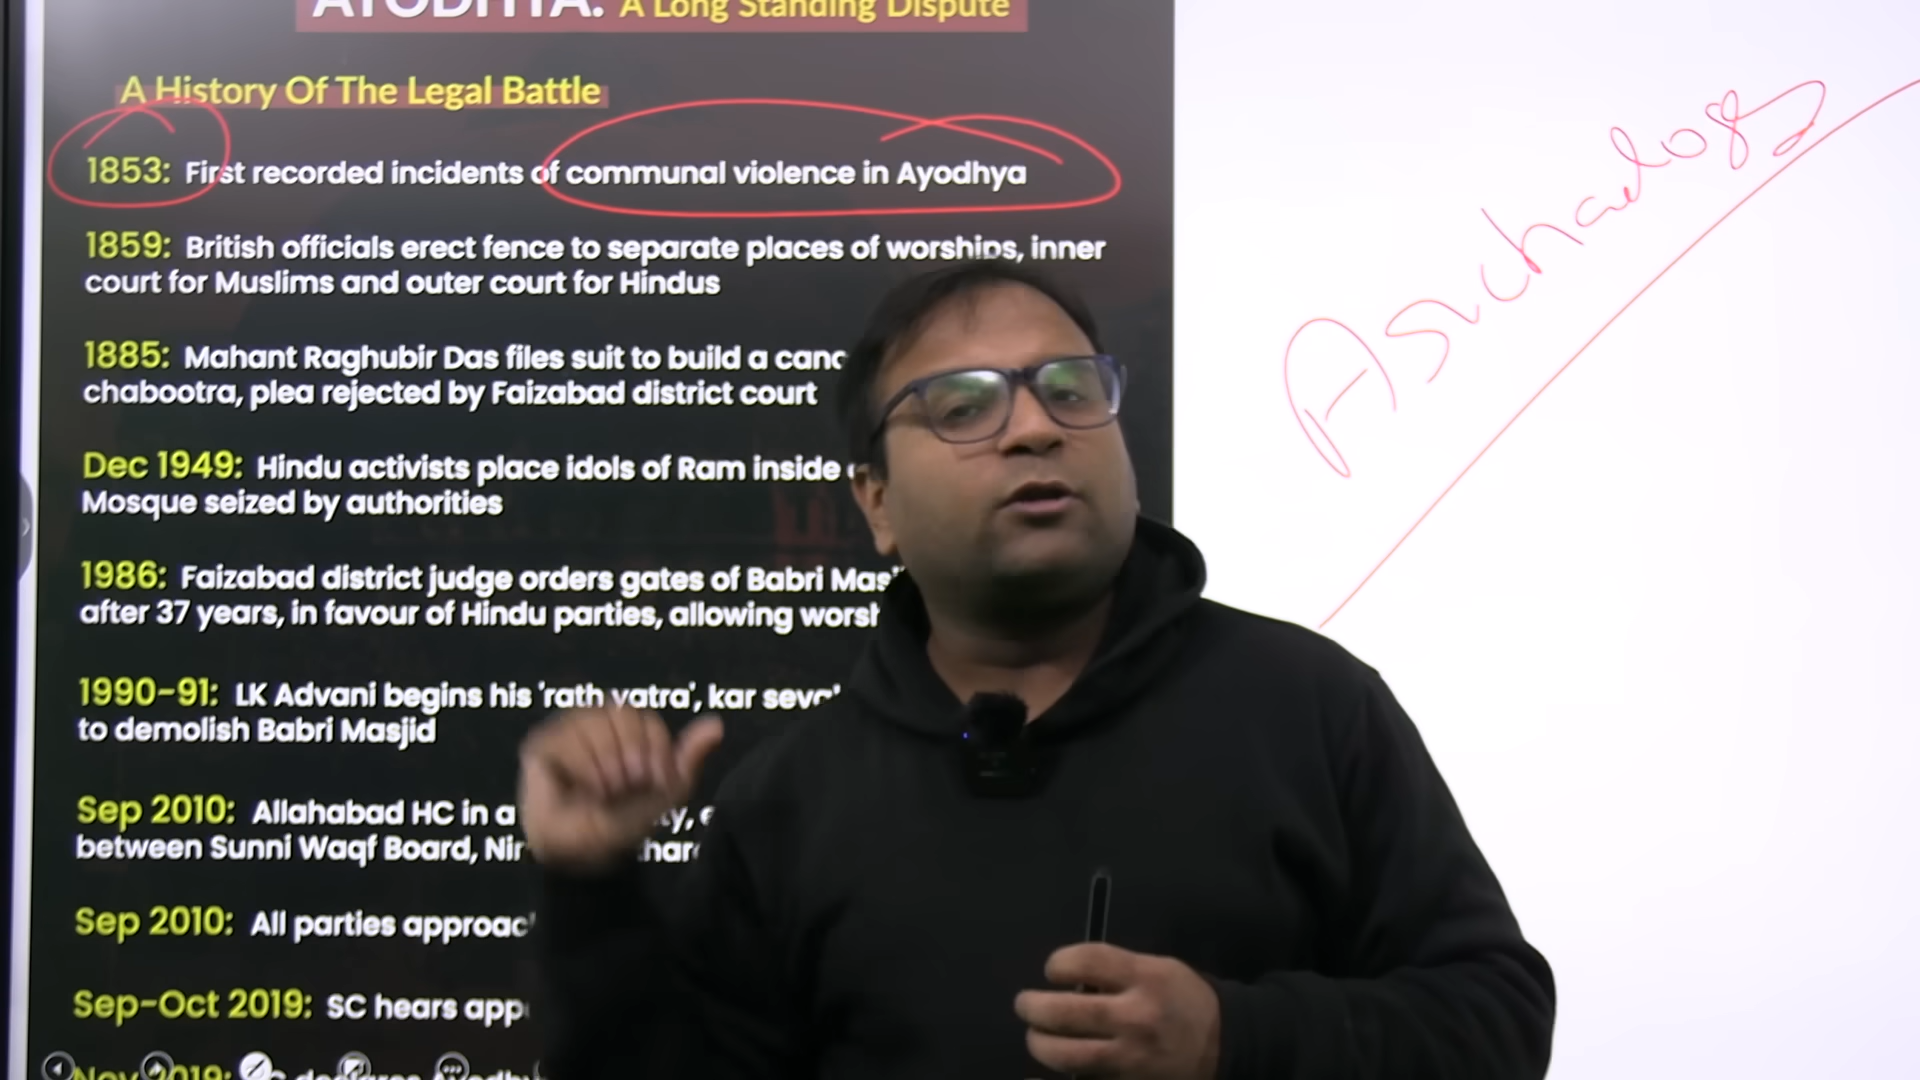 AYODHYA: A Long Standing Dispute
A History Of The Legal Battle
1853: First recorded incidents of communal violence in Ayodhya
1859: British officials erect fence to separate places of worships, inner
court for Muslims and outer court for Hindus
1885: Mahant Raghubir Das files suit to build a
chabootra, plea rejected by Faizabad district court
Dec 1949: Hindu activists place idols of Ram inside
Mosque seized by authorities
1986: Faizabad district judge orders gates of Babri
after 37 years, in favour of Hindu parties, allowing
1990-91: LK Advani begins his 'rath yatra', kar
to demolish Babri Masjid
Sep 2010: Allahabad HC in a
between Sunni Waqf Board,
Sep 2010: All parties
Sep-Oct 2019: SC hears
Nov 2019: